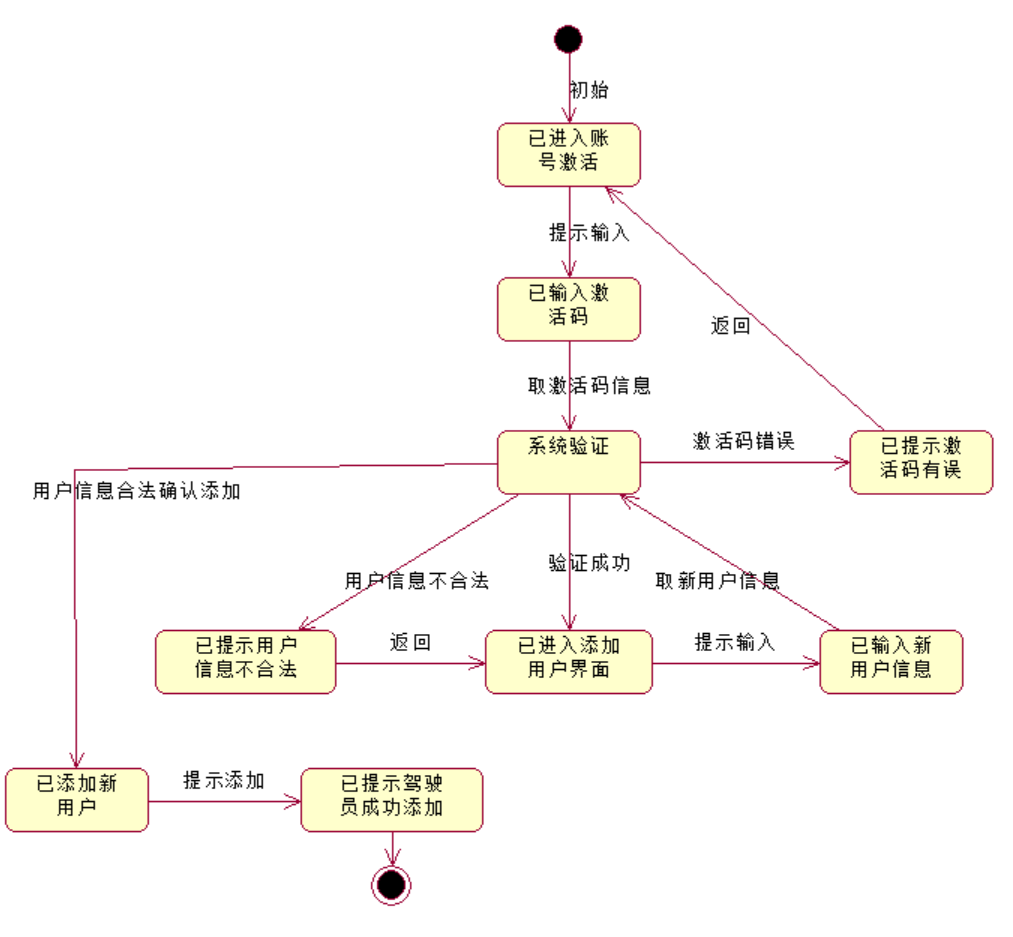 初始
已进入账
号激活
提示输入
已输入激
活码
返回
取激活码信息
系统验证
激活码错误
已提示激
活码有误
用户信息合法确认添加
验证成功
用户信息不合法
取新用户信息
已提示用户
信息不合法
返回
已进入添加
用户界面
提示输入
已输入新
用户信息
已添加新
用户
提示添加
已提示驾驶
员成功添加